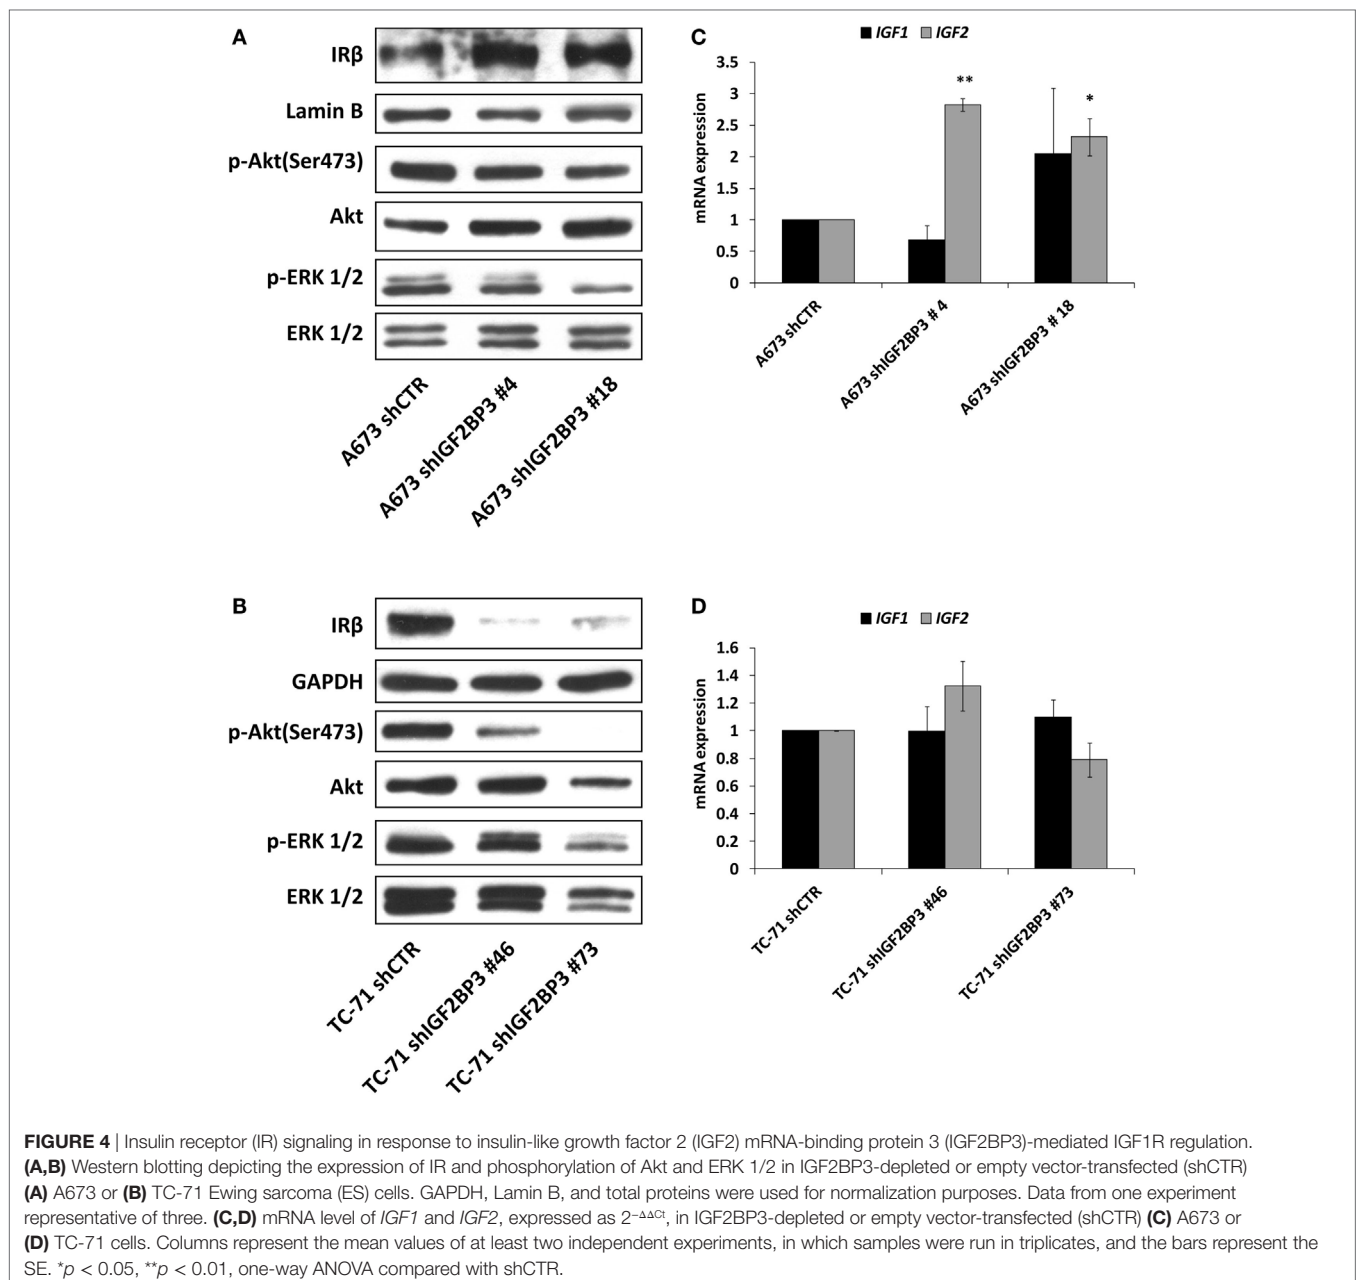 A
IRβ
Lamin B
p-Akt(Ser473)
Akt
p-ERK 1/2
ERK 1/2
A673 shCTR
A673 shIGF2BP3 #4
A673 shIGF2BP3 #18
C
IGF1 IGF2
mRNA expression
3.5
3
2.5
2
1.5
1
0.5
0
**
*
A673 shCTR
A673 shIGF2BP3 # 4
A673 shIGF2BP3 # 18
B
IRβ
GAPDH
p-Akt(Ser473)
Akt
p-ERK 1/2
ERK 1/2
TC-71 shCTR
TC-71 shIGF2BP3 #46
TC-71 shIGF2BP3 #73
D
IGF1 IGF2
mRNA expression
1.6
1.4
1.2
1
0.8
0.6
0.4
0.2
0
TC-71 shCTR
TC-71 shIGF2BP3 #46
TC-71 shIGF2BP3 #73
FIGURE 4 | Insulin receptor (IR) signaling in response to insulin-like growth factor 2 (IGF2) mRNA-binding protein 3 (IGF2BP3)-mediated IGF1R regulation.
(A,B) Western blotting depicting the expression of IR and phosphorylation of Akt and ERK 1/2 in IGF2BP3-depleted or empty vector-transfected (shCTR)
(A) A673 or (B) TC-71 Ewing sarcoma (ES) cells. GAPDH, Lamin B, and total proteins were used for normalization purposes. Data from one experiment
representative of three. (C,D) mRNA level of IGF1 and IGF2, expressed as 2−ΔΔCt, in IGF2BP3-depleted or empty vector-transfected (shCTR) (C) A673 or
(D) TC-71 cells. Columns represent the mean values of at least two independent experiments, in which samples were run in triplicates, and the bars represent the
SE. *p < 0.05, **p < 0.01, one-way ANOVA compared with shCTR.